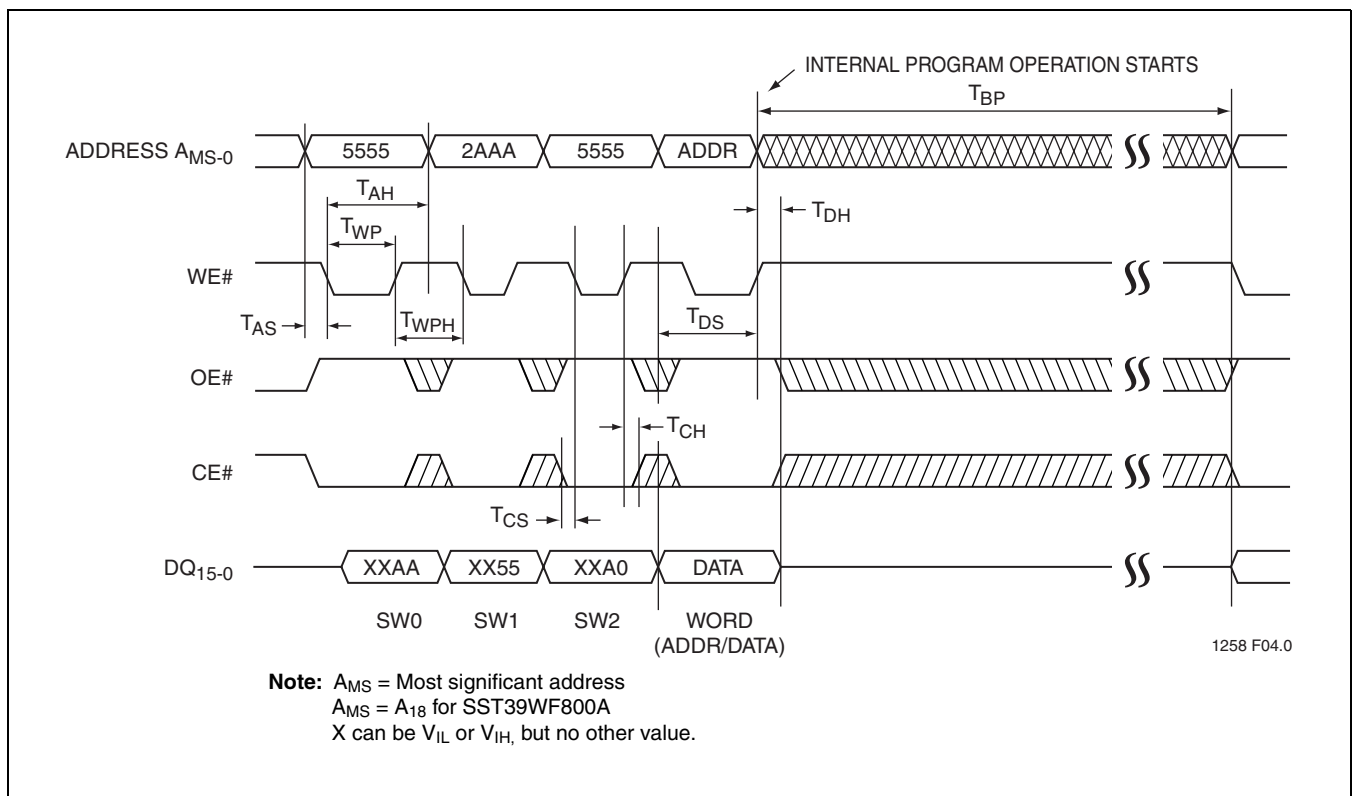 INTERNAL PROGRAM OPERATION STARTS
TBP
ADDRESS AMS-0
5555
2AAA
5555
ADDR
TAH
TDH
TWP
WE#
TAS
TWPH
TDS
OE#
TCH
CE#
TCS
DQ15-0
XXAA
XX55
XXA0
DATA
SW0
SW1
SW2
WORD
(ADDR/DATA)
1258 F04.0
Note: AMS = Most significant address
AMS = A18 for SST39WF800A
X can be VIL or VIH, but no other value.